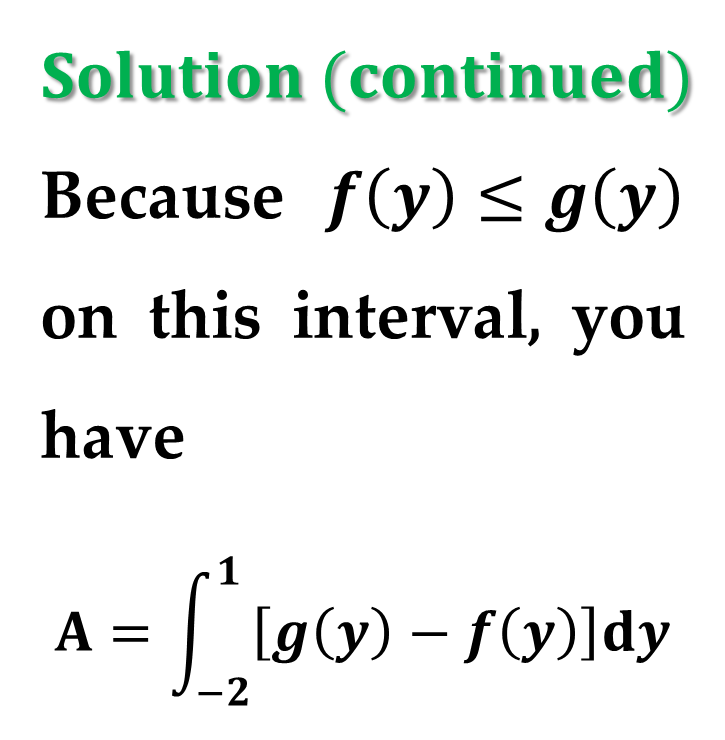 Solution (continued)
Because f(y) ≤ g(y)
on this interval, you
have
A = ∫_{−2}^{1} [g(y) − f(y)]dy